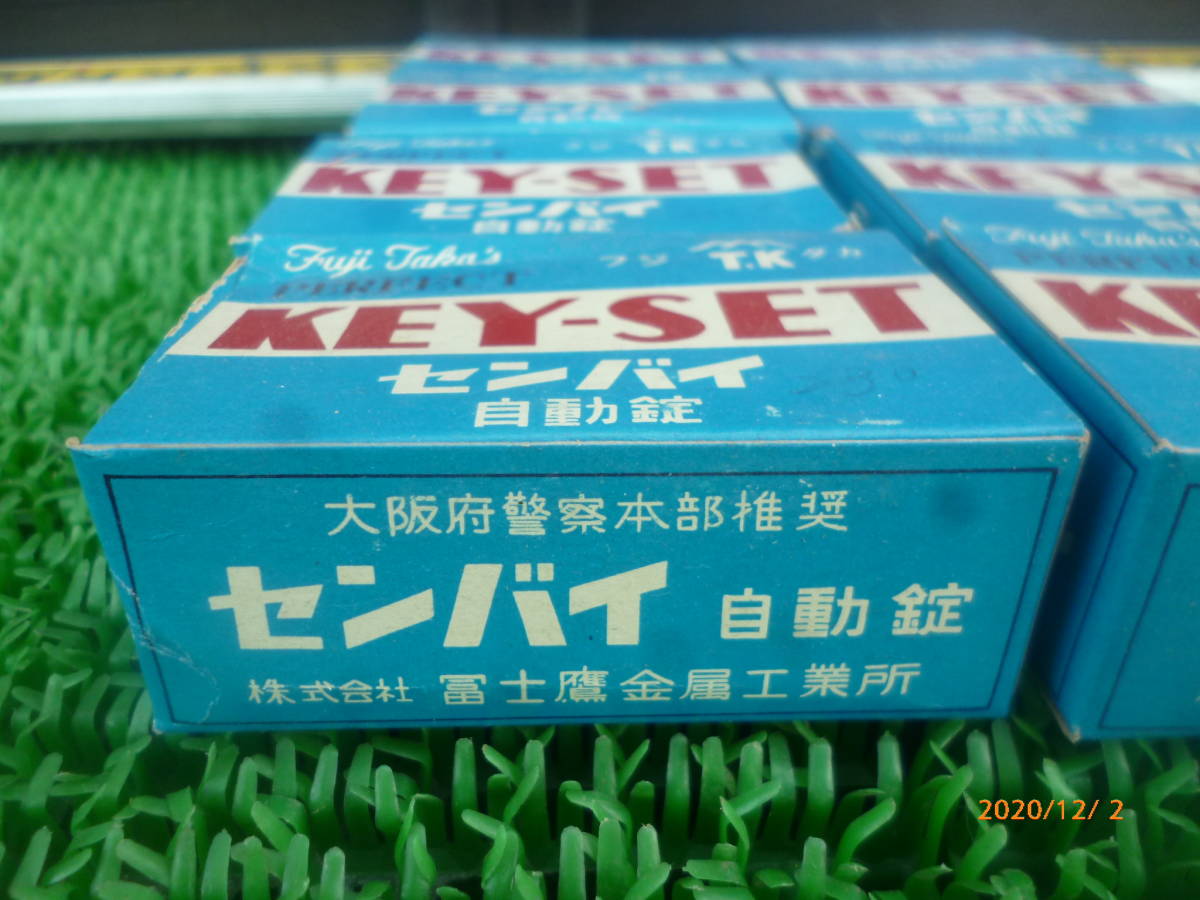 KEY-SET
センバイ
自動錠
Fuji Taka's フジ T.K タカ
PERFECT
KEY-SET
センバイ
自動錠
大阪府警察本部推奨
センバイ 自動錠
株式会社 冨士鷹金属工業所
KEY-SET
2020/12/ 2